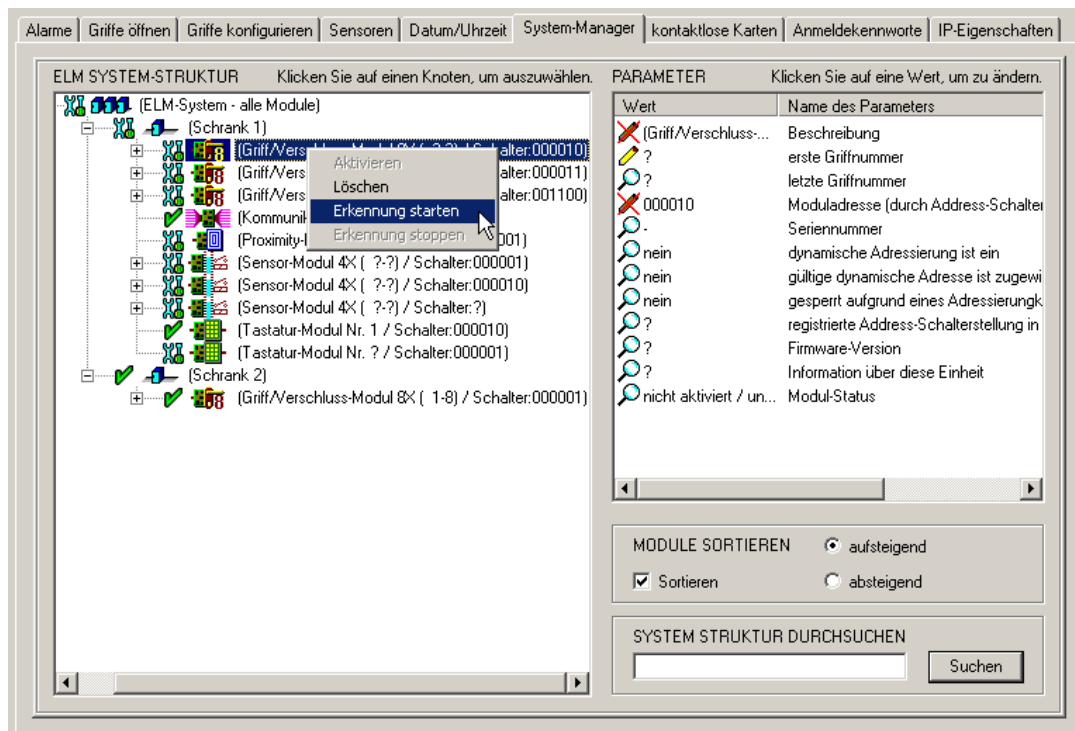 Alarme Griffe öffnen Griffe konfigurieren Sensoren Datum/Uhrzeit System-Manager kontaktlose Karten Anmeldekennworte IP-Eigenschaften
ELM SYSTEM-STRUKTUR Klicken Sie auf einen Knoten, um auszuwählen.
(ELM-System - alle Module)
(Schrank 1)
(Griff/Vers alter:000010)
(Griff/Vers alter:000011)
(Griff/Vers alter:001100)
(Kommunik
(Proximity- 001)
(Sensor-Modul 4X ( ?-?) / Schalter:000001)
(Sensor-Modul 4X ( ?-?) / Schalter:000010)
(Sensor-Modul 4X ( ?-?) / Schalter:?)
(Tastatur-Modul Nr. 1 / Schalter:000010)
(Tastatur-Modul Nr. ? / Schalter:000001)
(Schrank 2)
(Griff/Verschluss-Modul 8X ( 1-8) / Schalter:000001)
Aktivieren
Löschen
Erkennung starten
Erkennung stoppen
PARAMETER Klicken Sie auf eine Wert, um zu ändern.
Wert Name des Parameters
(Griff/Verschluss-... Beschreibung
? erste Griffnummer
? letzte Griffnummer
000010 Moduladresse (durch Address-Schalter
- Seriennummer
nein dynamische Adressierung ist ein
nein gültige dynamische Adresse ist zugewi
nein gesperrt aufgrund eines Adressierungk
? registrierte Address-Schalterstellung in
? Firmware-Version
? Information über diese Einheit
nicht aktiviert / un... Modul-Status
MODULE SORTIEREN aufsteigend
Sortieren absteigend
SYSTEM STRUKTUR DURCHSUCHEN
Suchen